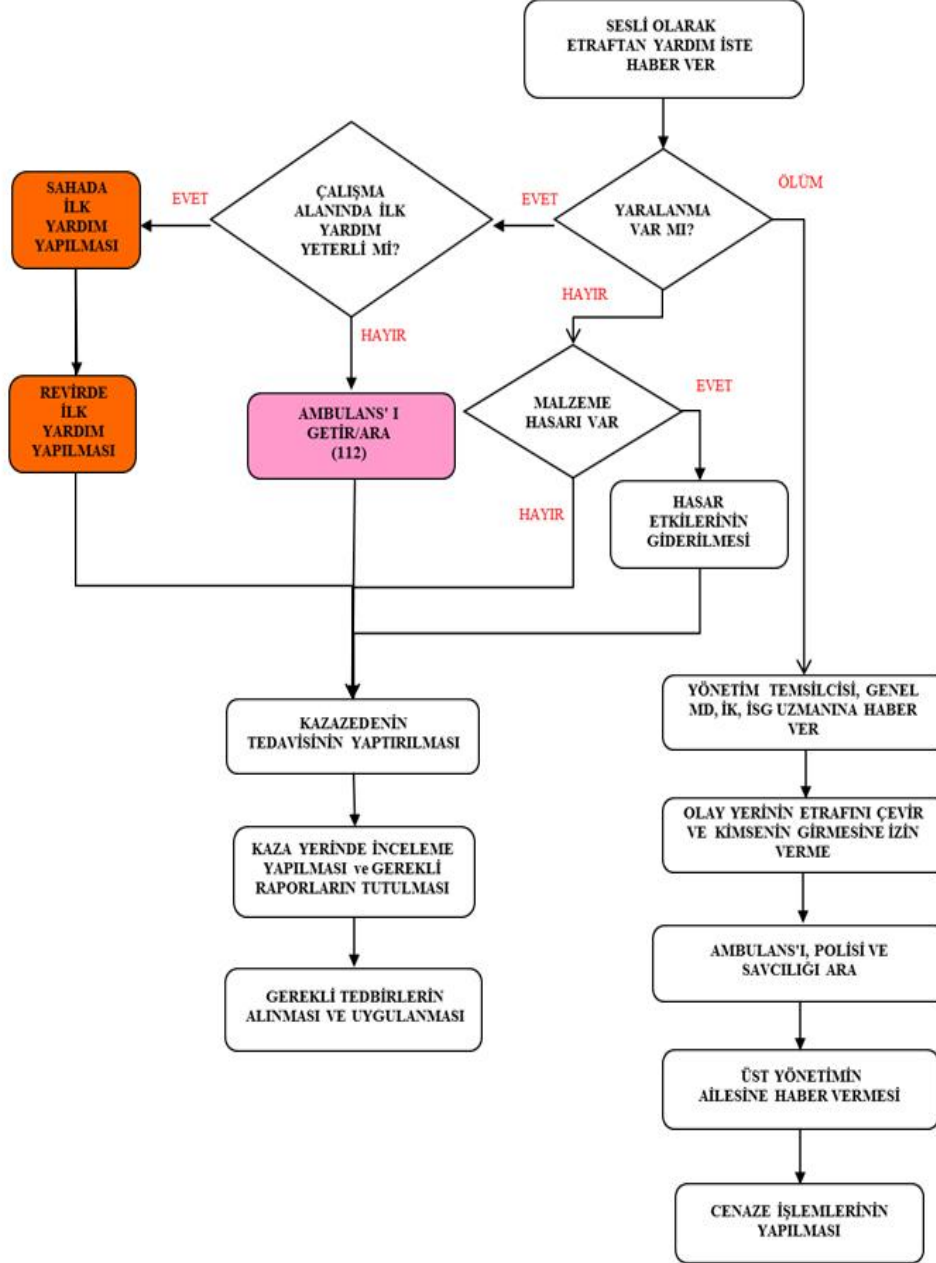 SESLİ OLARAK
ETRAFTAN YARDIM İSTE
HABER VER
ÖLÜM
YARALANMA
VAR MI?
EVET
ÇALIŞMA
ALANINDA İLK
YARDIM
YETERLİ Mİ?
EVET
SAHADA
İLK
YARDIM
YAPILMASI
HAYIR
HAYIR
REVİRDE
İLK
YARDIM
YAPILMASI
AMBULANS' I
GETİR/ARA
(112)
MALZEME
HASARI VAR
EVET
HAYIR
HASAR
ETKİLERİNİN
GİDERİLMESİ
KAZAZEDENİN
TEDAVİSİNİN YAPTIRILMASI
KAZA YERİNDE İNCELEME
YAPILMASI ve GEREKLİ
RAPORLARIN TUTULMASI
GEREKLİ TEDBİRLERİN
ALINMASI VE UYGULANMASI
YÖNETİM TEMSİLCİSİ, GENEL
MD, İK, İSG UZMANINA HABER
VER
OLAY YERİNİN ETRAFINI ÇEVİR
VE KİMSENİN GİRMESİNE İZİN
VERME
AMBULANS'I, POLİSİ VE
SAVCILIĞI ARA
ÜST YÖNETİMİN
AİLESİNE HABER VERMESİ
CENAZE İŞLEMLERİNİN
YAPILMASI